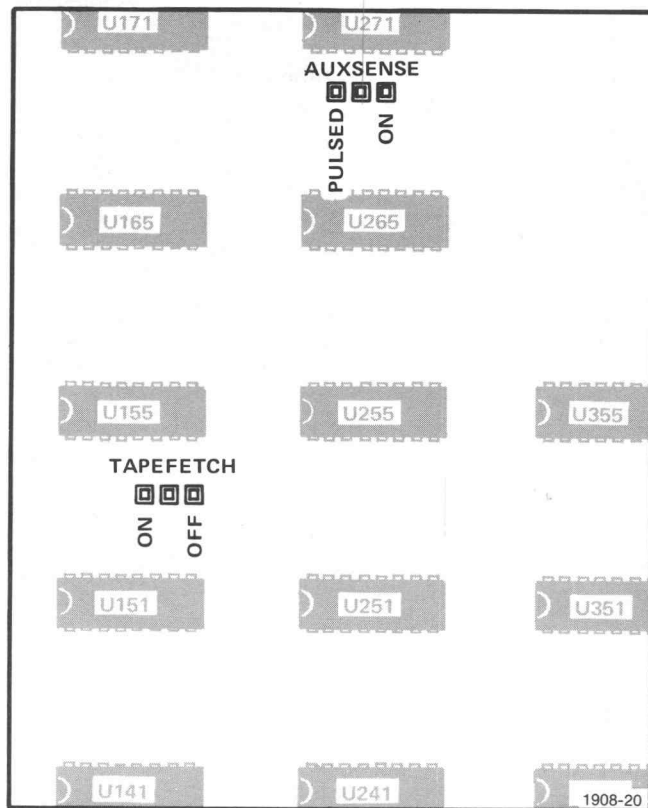 U171 U271
AUXSENSE
PULSED ON
U165 U265
U155 U255 U355
TAPEFETCH
ON OFF
U151 U251 U351
U141 U241
1908-20